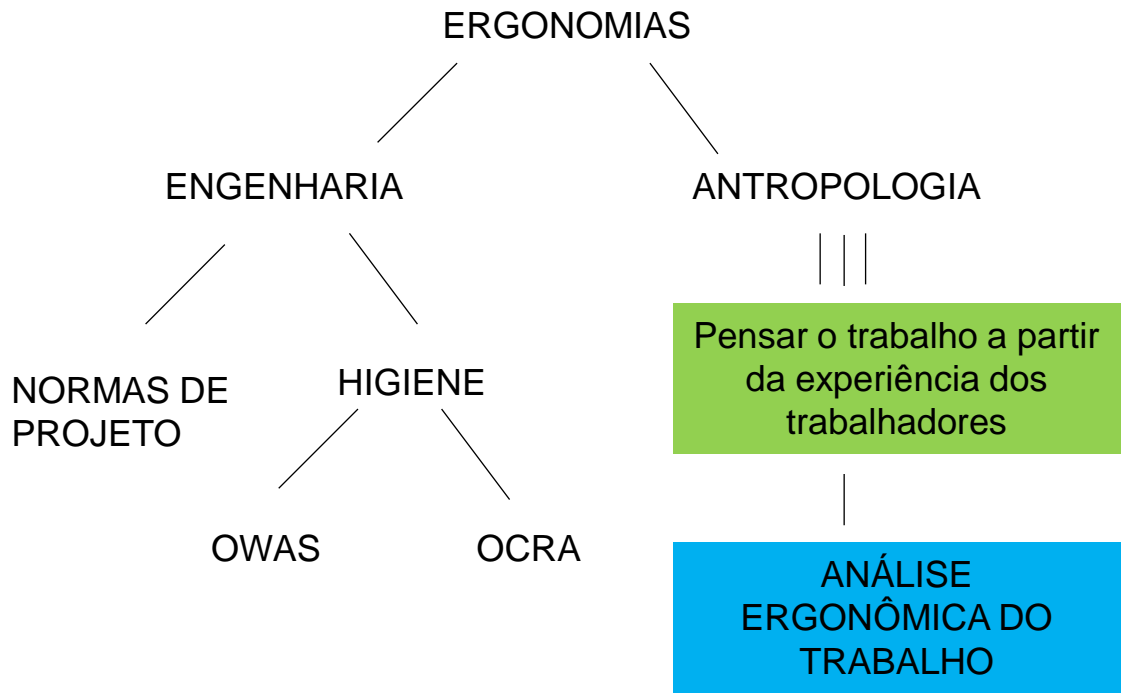 ERGONOMIAS
ENGENHARIA
ANTROPOLOGIA
NORMAS DE
PROJETO
HIGIENE
Pensar o trabalho a partir
da experiência dos
trabalhadores
OWAS
OCRA
ANÁLISE
ERGONÔMICA DO
TRABALHO